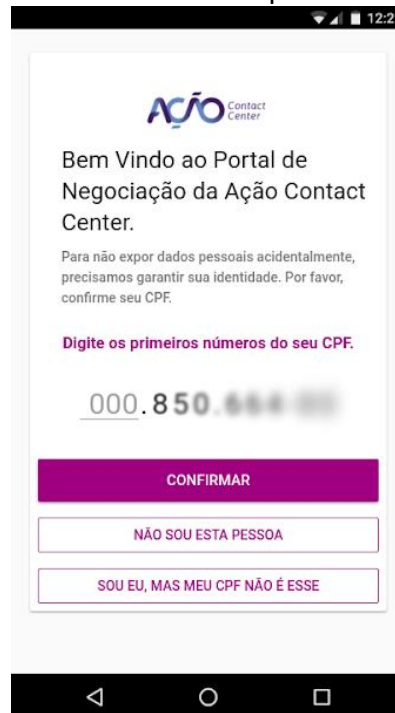 12:2
AÇÃO Contact
Center
Bem Vindo ao Portal de
Negociação da Ação Contact
Center.
Para não expor dados pessoais acidentalmente,
precisamos garantir sua identidade. Por favor,
confirme seu CPF.
Digite os primeiros números do seu CPF.
000.850.664
CONFIRMAR
NÃO SOU ESTA PESSOA
SOU EU, MAS MEU CPF NÃO É ESSE